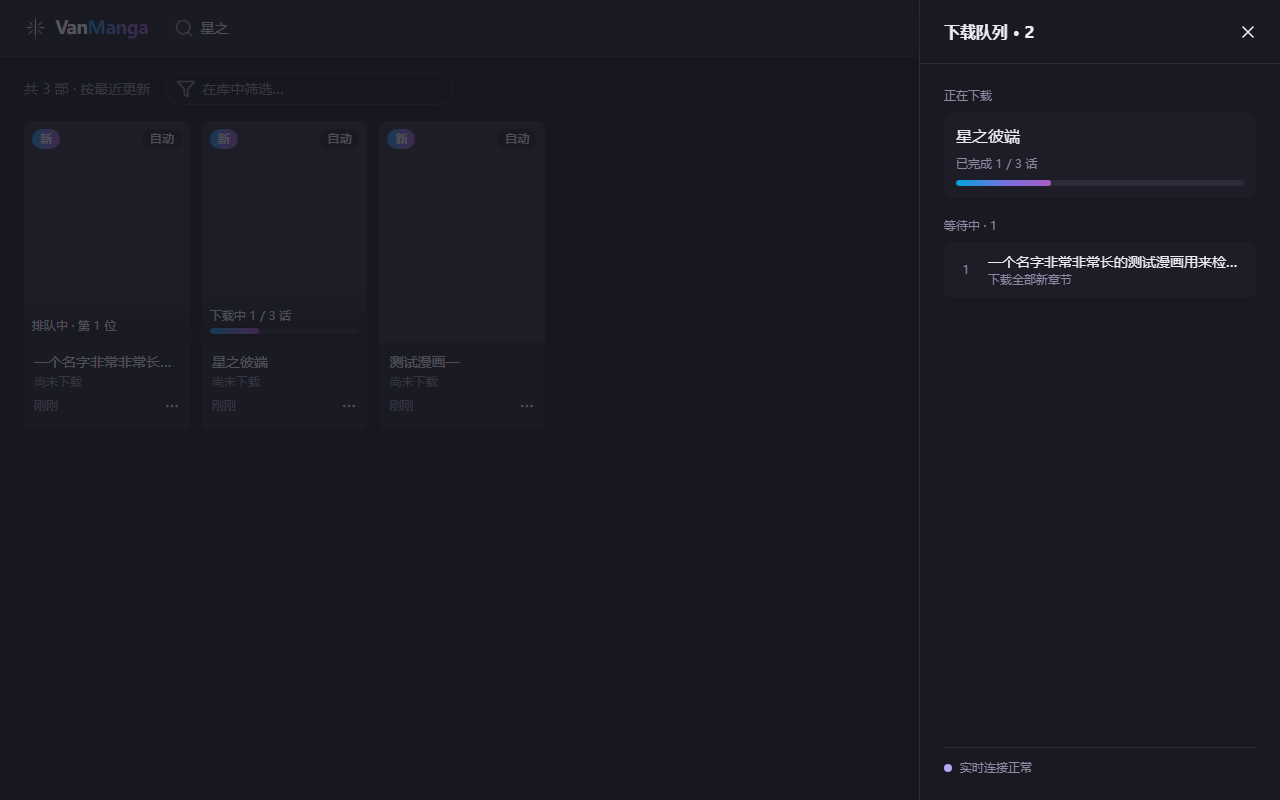 VanManga
星之
共 3 部 · 按最近更新
在库中筛选...
新
自动
排队中 · 第 1 位
一个名字非常非常长...
尚未下载
刚刚
新
自动
下载中 1 / 3 话
星之彼端
尚未下载
刚刚
新
自动
测试漫画一
尚未下载
刚刚
下载队列 • 2
正在下载
星之彼端
已完成 1 / 3 话
等待中 · 1
1
一个名字非常非常长的测试漫画用来检...
下载全部新章节
实时连接正常